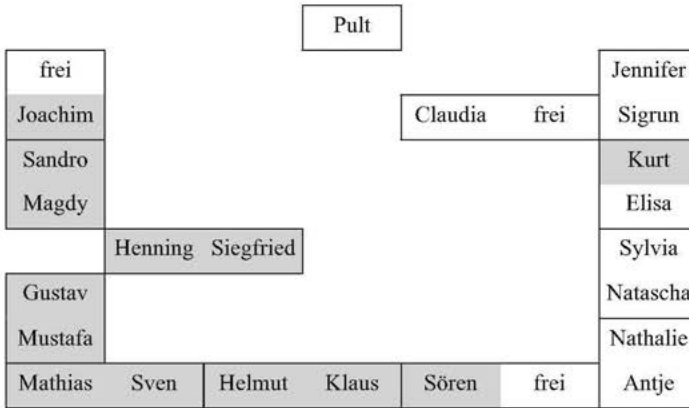 Pult
frei Jennifer
Joachim Claudia frei Sigrun
Sandro Kurt
Magdy Elisa
Henning Siegfried Sylvia
Gustav Natascha
Mustafa Nathalie
Mathias Sven Helmut Klaus Sören frei Antje